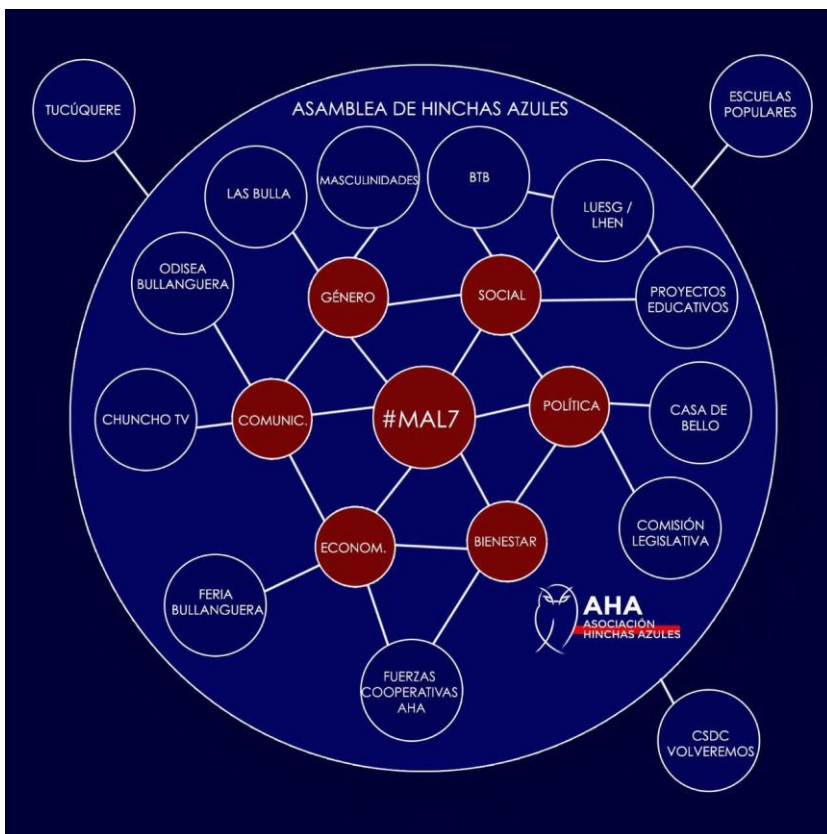 TUCÚQUERE
ESCUELAS
POPULARES
ASAMBLEA DE HINCHAS AZULES
LAS BULLA
MASCULINIDADES
BTB
LUESG /
LHEN
ODISEA
BULLANGUERA
GÉNERO
SOCIAL
PROYECTOS
EDUCATIVOS
CHUNCHO TV
COMUNIC.
#MAL7
POLÍTICA
CASA DE
BELLO
ECONOM.
BIENESTAR
COMISIÓN
LEGISLATIVA
FERIA
BULLANGUERA
AHA
ASOCIACIÓN
HINCHAS AZULES
FUERZAS
COOPERATIVAS
AHA
CSDC
VOLVEREMOS